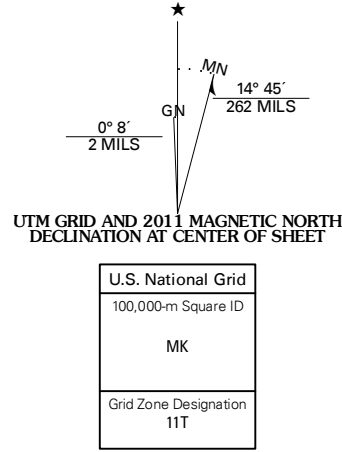 MN
14° 45´
262 MILS
GN
0° 8´
2 MILS
UTM GRID AND 2011 MAGNETIC NORTH
DECLINATION AT CENTER OF SHEET
U.S. National Grid
100,000-m Square ID
MK
Grid Zone Designation
11T